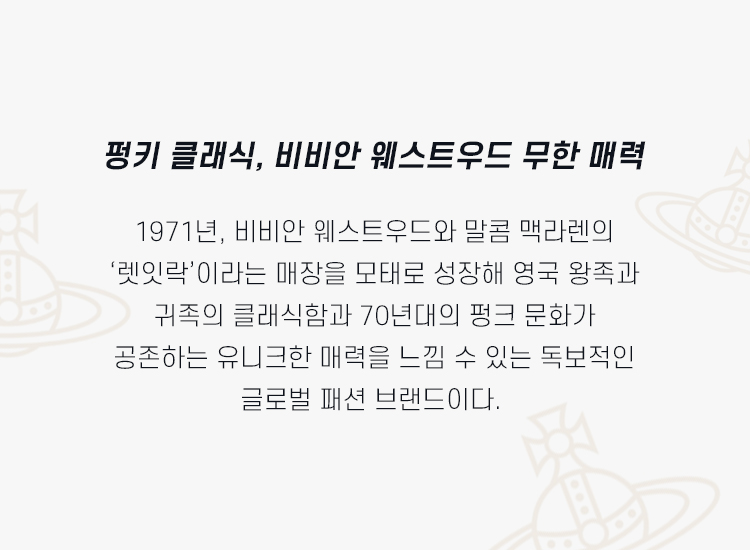 펑키 클래식, 비비안 웨스트우드 무한 매력
1971년, 비비안 웨스트우드와 말콤 맥라렌의
‘렛잇락’이라는 매장을 모태로 성장해 영국 왕족과
귀족의 클래식함과 70년대의 펑크 문화가
공존하는 유니크한 매력을 느낌 수 있는 독보적인
글로벌 패션 브랜드이다.